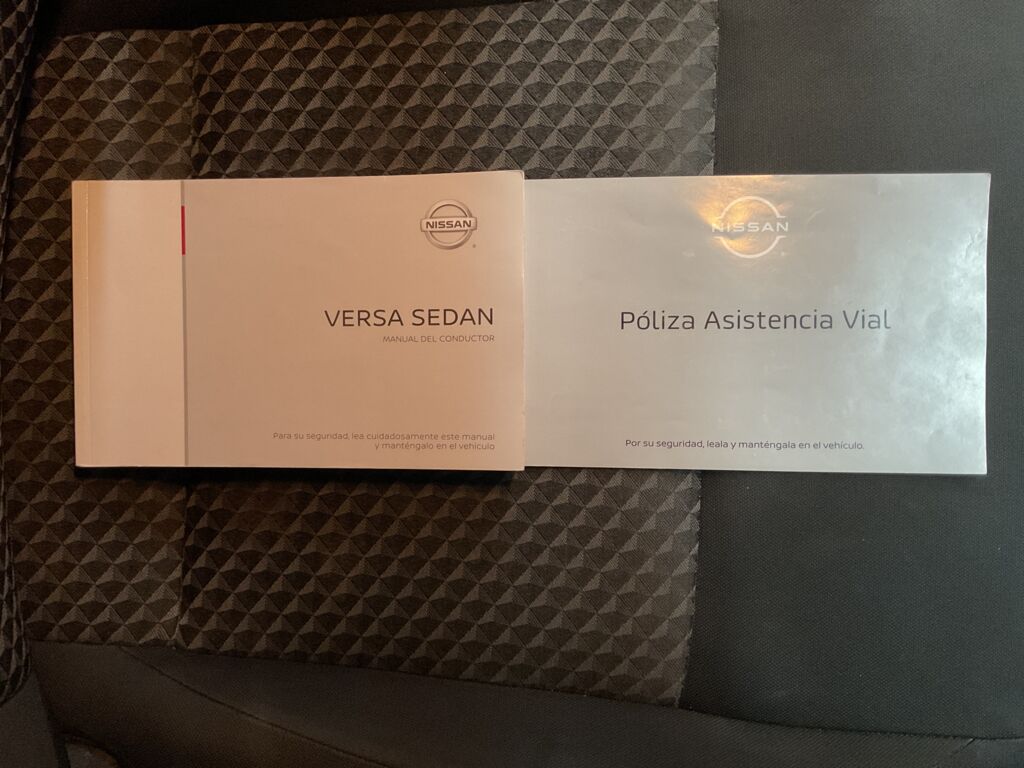 NISSAN
VERSA SEDAN
MANUAL DEL CONDUCTOR
Para su seguridad, lea cuidadosamente este manual
y manténgalo en el vehículo
NISSAN
Póliza Asistencia Vial
Por su seguridad, leala y manténgala en el vehículo.